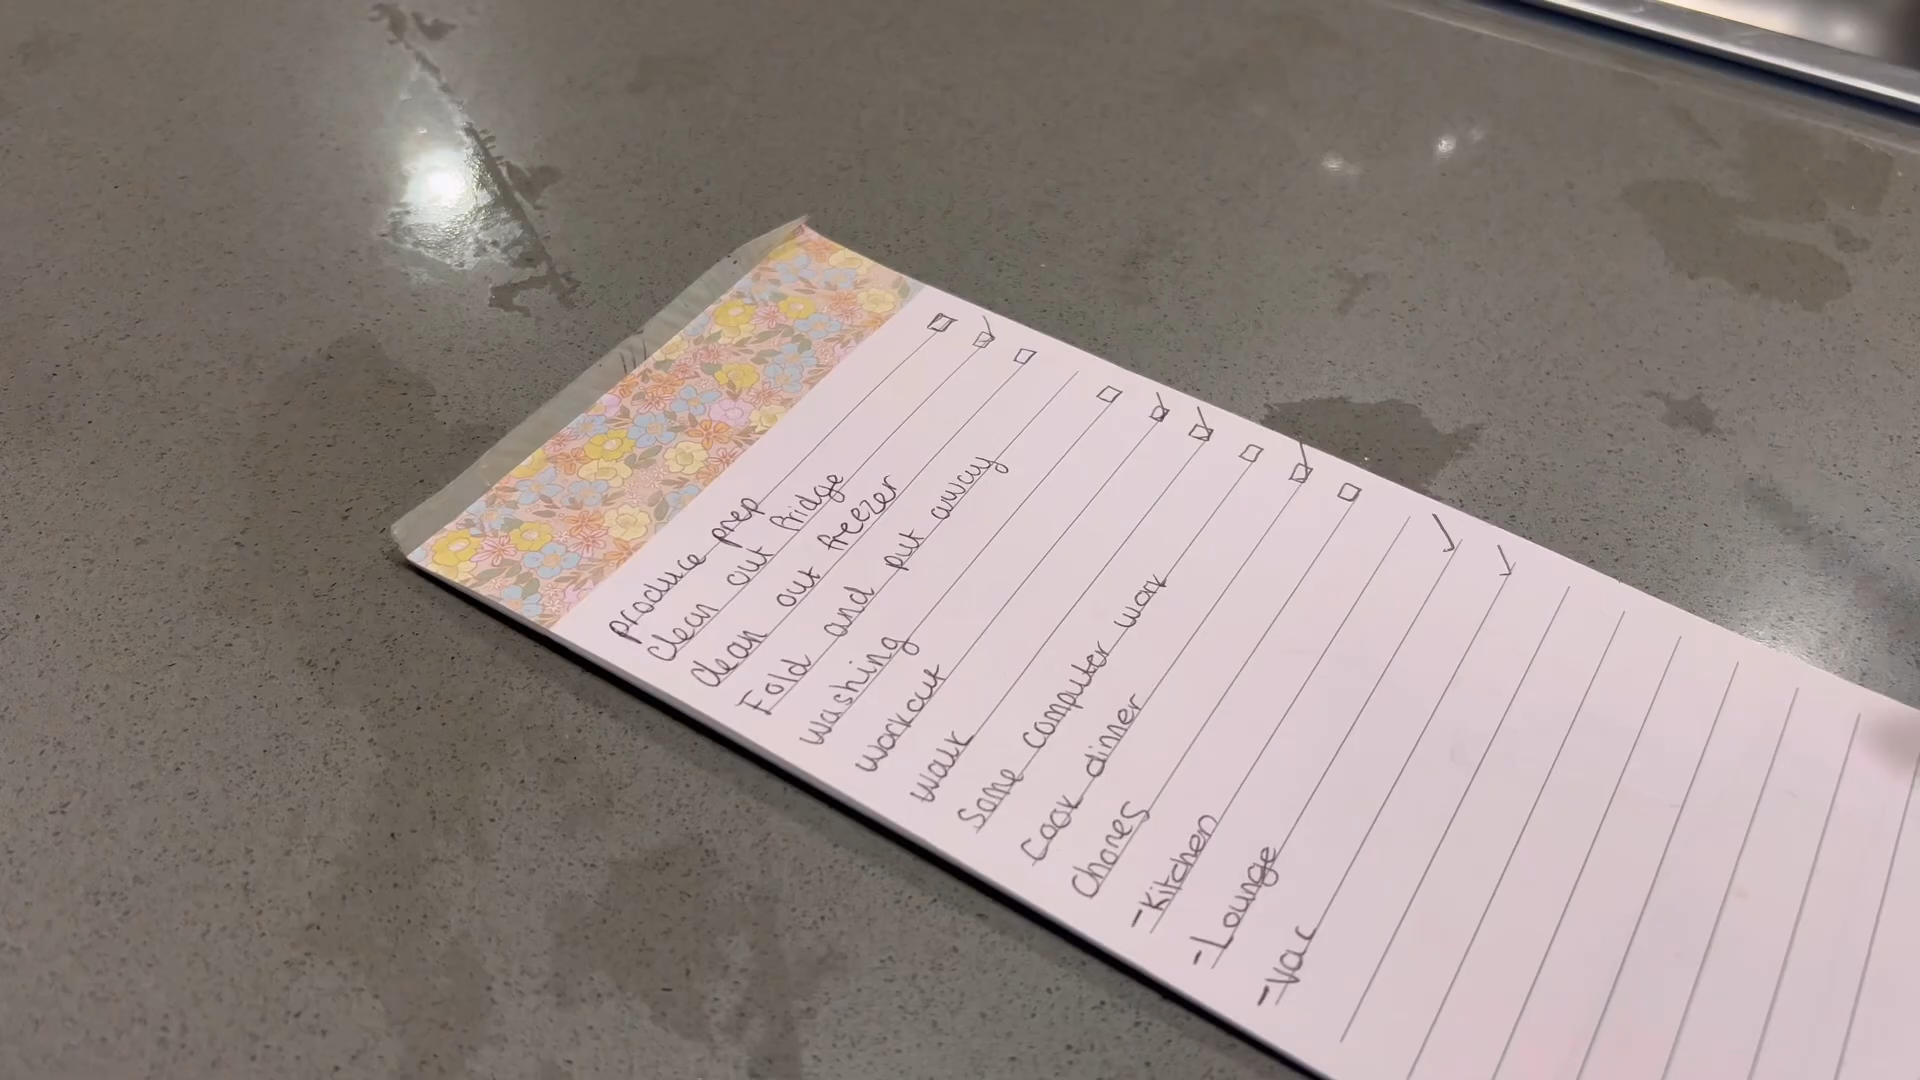 produce prep
Clean out fridge
clean out freezer
Fold and put away
washing
workout
walk
Some computer work
Cook dinner
Chores
-Kitchen
-Lounge
-Vac